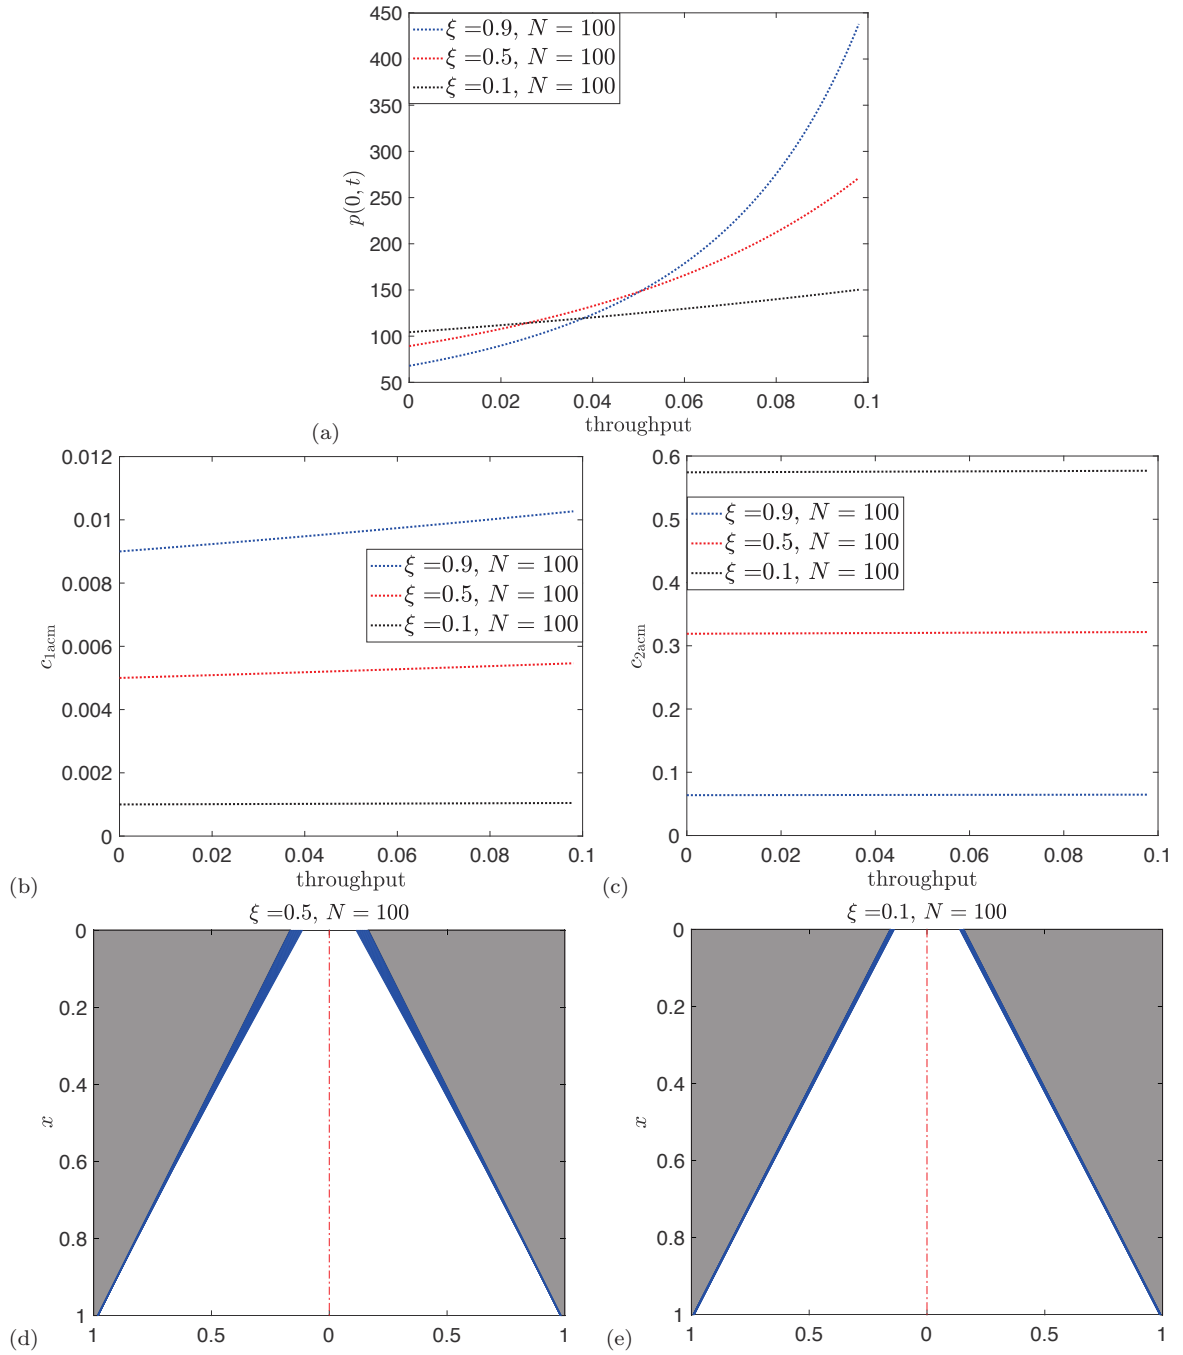 450
400
350
300
250
200
150
100
50
p(0, t)
ξ =0.9, N = 100
ξ =0.5, N = 100
ξ =0.1, N = 100
0 0.02 0.04 0.06 0.08 0.1
throughput
(a)
0.012
0.01
0.008
0.006
0.004
0.002
0
c1acm
ξ =0.9, N = 100
ξ =0.5, N = 100
ξ =0.1, N = 100
0 0.02 0.04 0.06 0.08 0.1
throughput
(b)
0.6
0.5
0.4
0.3
0.2
0.1
0
c2acm
ξ =0.9, N = 100
ξ =0.5, N = 100
ξ =0.1, N = 100
0 0.02 0.04 0.06 0.08 0.1
throughput
(c)
ξ =0.5, N = 100
0
0.2
0.4
0.6
0.8
1
x
1 0.5 0 0.5 1
(d)
ξ =0.1, N = 100
0
0.2
0.4
0.6
0.8
1
x
1 0.5 0 0.5 1
(e)